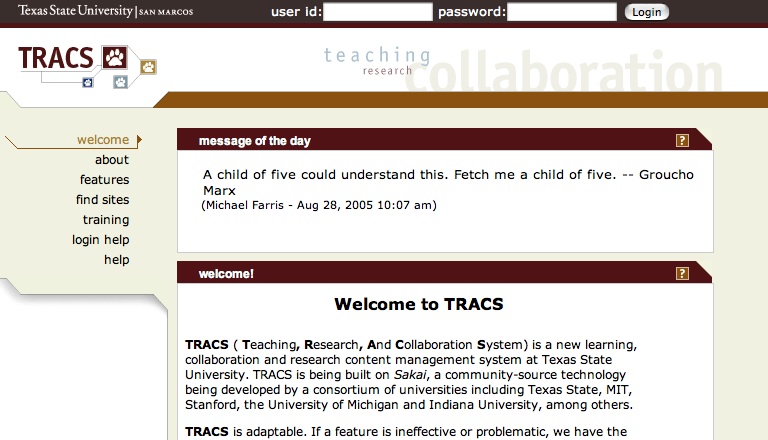 Texas State University | SAN MARCOS
user id: password: Login
TRACS
teaching
research
collaboration
welcome
about
features
find sites
training
login help
help
message of the day ?
A child of five could understand this. Fetch me a child of five. -- Groucho
Marx
(Michael Farris - Aug 28, 2005 10:07 am)
welcome! ?
Welcome to TRACS
TRACS ( Teaching, Research, And Collaboration System) is a new learning,
collaboration and research content management system at Texas State
University. TRACS is being built on Sakai, a community-source technology
being developed by a consortium of universities including Texas State, MIT,
Stanford, the University of Michigan and Indiana University, among others.
TRACS is adaptable. If a feature is ineffective or problematic, we have the